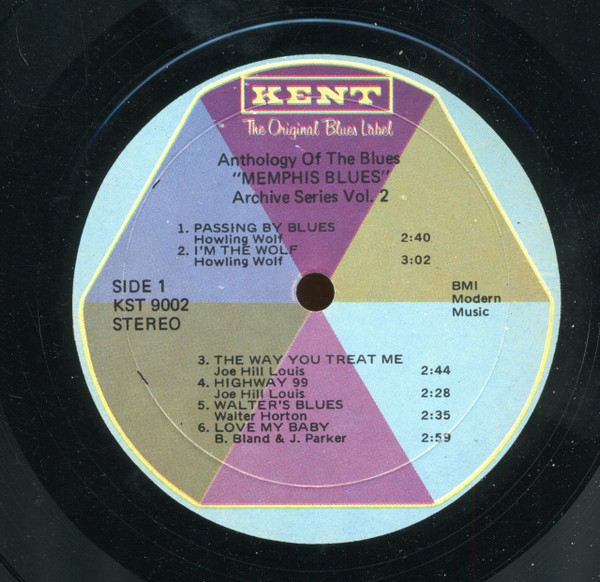 KENT
The Original Blues Label
Anthology Of The Blues
"MEMPHIS BLUES"
Archive Series Vol. 2
1. PASSING BY BLUES
Howling Wolf 2:40
2. I'M THE WOLF
Howling Wolf 3:02
SIDE 1
KST 9002
STEREO
BMI
Modern
Music
3. THE WAY YOU TREAT ME
Joe Hill Louis 2:44
4. HIGHWAY 99
Joe Hill Louis 2:28
5. WALTER'S BLUES
Walter Horton 2:35
6. LOVE MY BABY
B. Bland & J. Parker 2:59